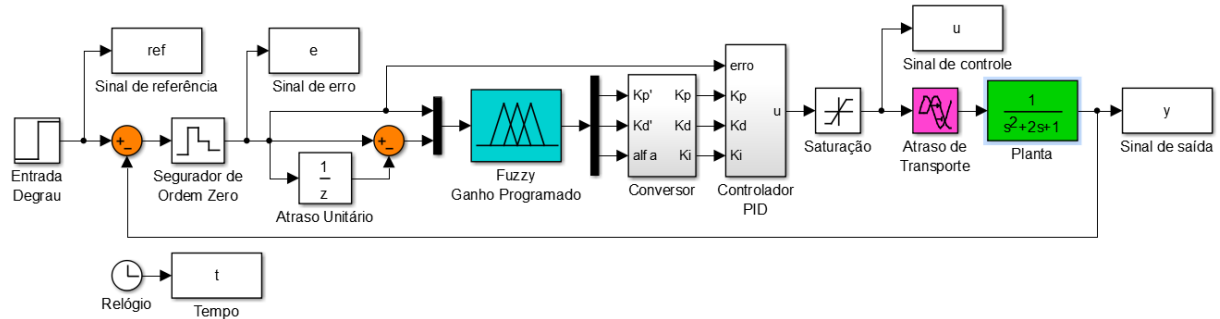 ref
Sinal de referência
e
Sinal de erro
u
Sinal de controle
Entrada
Degrau
+
−
Segurador de
Ordem Zero
1
z
Atraso Unitário
+
−
Fuzzy
Ganho Programado
Kp'
Kd'
alfa
Kp
Kd
Ki
Conversor
erro
Kp
Kd
Ki
u
Controlador
PID
Saturação
Atraso de
Transporte
1
s²+2s+1
Planta
y
Sinal de saída
Relógio
t
Tempo